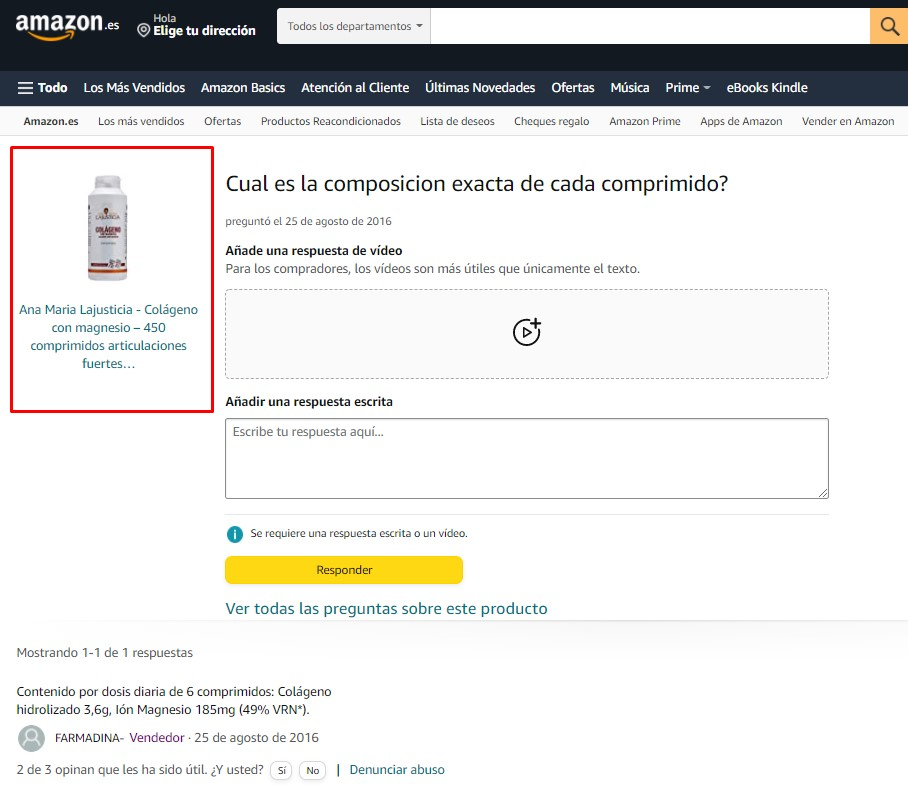 amazon.es
Hola
Elige tu dirección
Todos los departamentos
Todo
Los Más Vendidos
Amazon Basics
Atención al Cliente
Últimas Novedades
Ofertas
Música
Prime
eBooks Kindle
Amazon.es
Los más vendidos
Ofertas
Productos Reacondicionados
Lista de deseos
Cheques regalo
Amazon Prime
Apps de Amazon
Vender en Amazon
LAJUSTICIA
COLÁGENO
Ana Maria Lajusticia - Colágeno
con magnesio – 450
comprimidos articulaciones
fuertes…
Cual es la composicion exacta de cada comprimido?
preguntó el 25 de agosto de 2016
Añade una respuesta de vídeo
Para los compradores, los vídeos son más útiles que únicamente el texto.
Añadir una respuesta escrita
Escribe tu respuesta aquí...
Se requiere una respuesta escrita o un vídeo.
Responder
Ver todas las preguntas sobre este producto
Mostrando 1-1 de 1 respuestas
Contenido por dosis diaria de 6 comprimidos: Colágeno
hidrolizado 3,6g, Ión Magnesio 185mg (49% VRN*).
FARMADINA- Vendedor · 25 de agosto de 2016
2 de 3 opinan que les ha sido útil. ¿Y usted? Sí No | Denunciar abuso